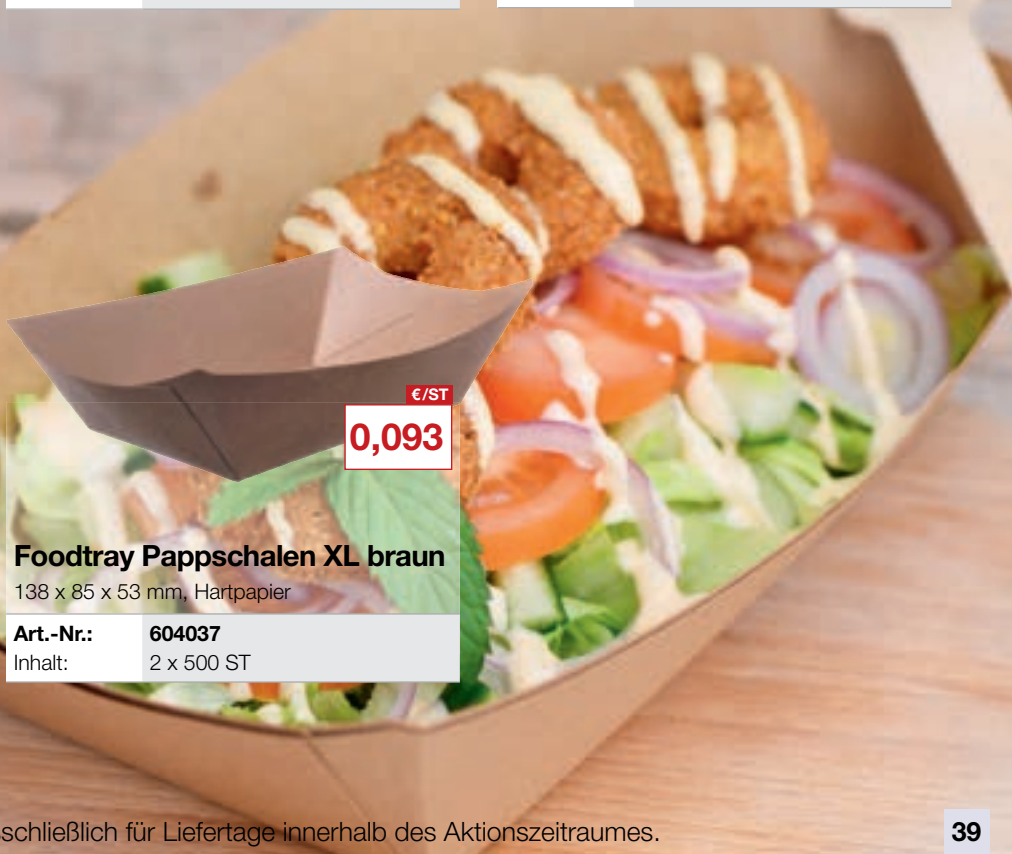 €/ST
0,093
Foodtray Pappschalen XL braun
138 x 85 x 53 mm, Hartpapier
Art.-Nr.: 604037
Inhalt: 2 x 500 ST
für Liefertage innerhalb des Aktionszeitraumes.
39